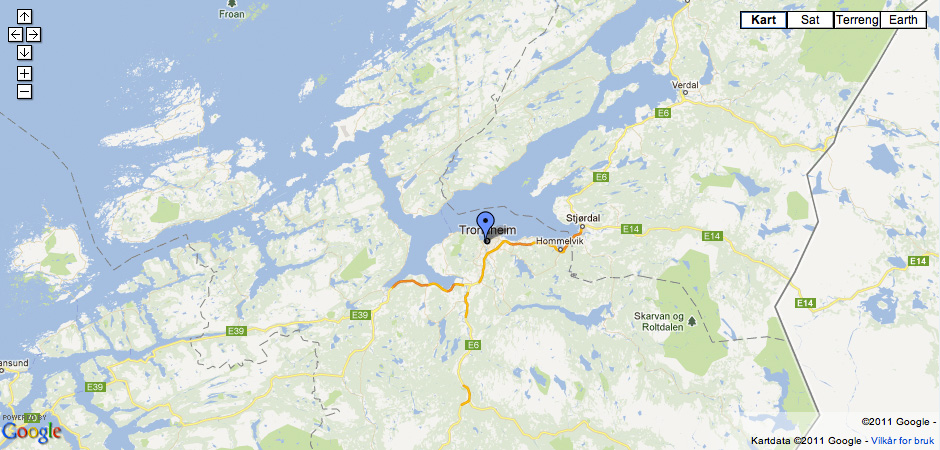 Froan
Kart Sat Terreng Earth
Verdal
E6
E6
Stjørdal
Trondheim
E14
E14
Hommelvik
E14
E14
E39
Skarvan og
Roltdalen
E39
E6
ansund
E39
POWERED BY
Google
©2011 Google -
Kartdata ©2011 Google - Vilkår for bruk